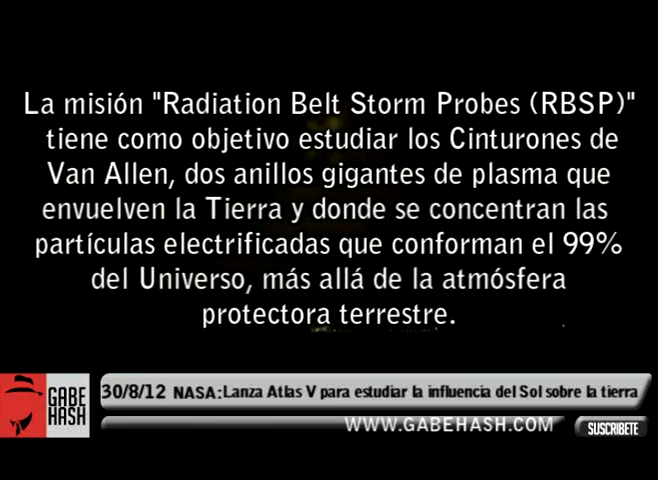 La misión "Radiation Belt Storm Probes (RBSP)"
tiene como objetivo estudiar los Cinturones de
Van Allen, dos anillos gigantes de plasma que
envuelven la Tierra y donde se concentran las
partículas electrificadas que conforman el 99%
del Universo, más allá de la atmósfera
protectora terrestre.
GABE
HASH
30/8/12 NASA:Lanza Atlas V para estudiar la influencia del Sol sobre la tierra
WWW.GABEHASH.COM
SUSCRIBETE